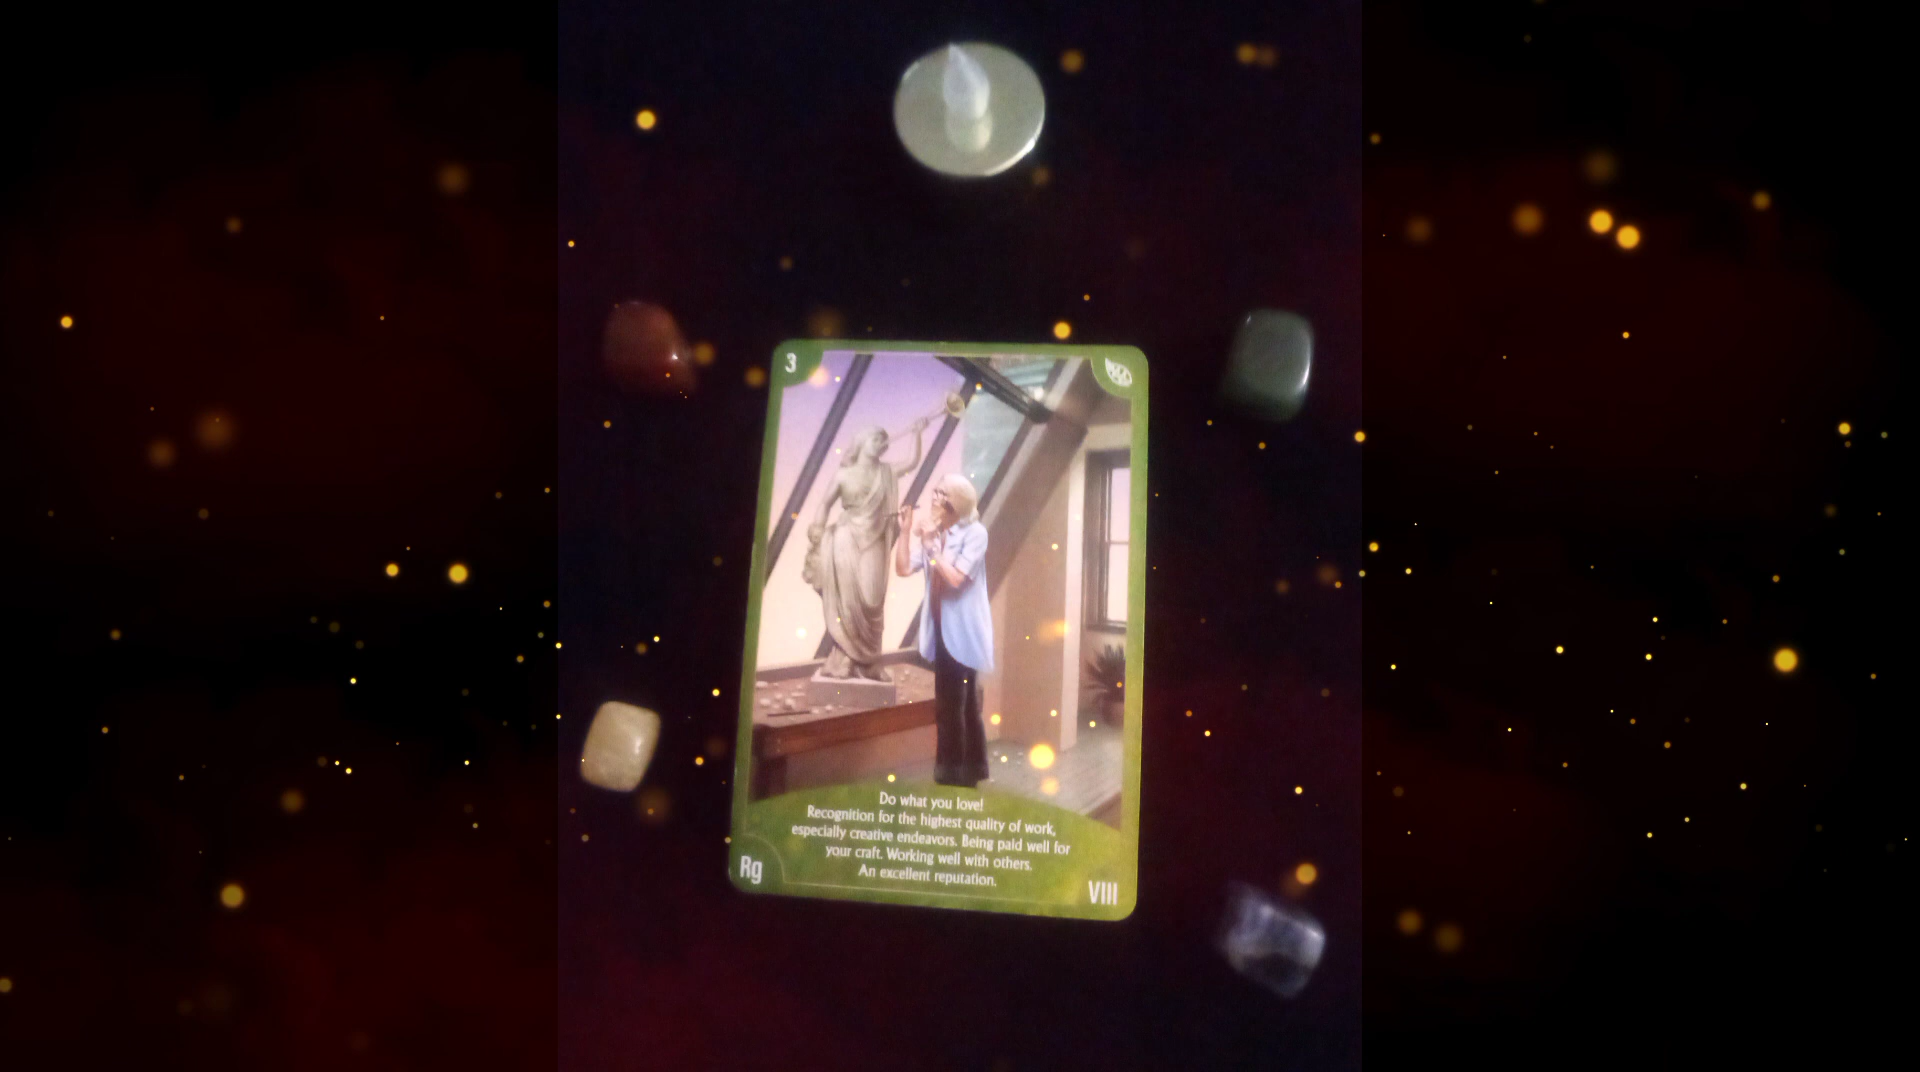 3
Do what you love!
Recognition for the highest quality of work,
especially creative endeavors. Being paid well for
your craft. Working well with others.
An excellent reputation.
Rg
VIII